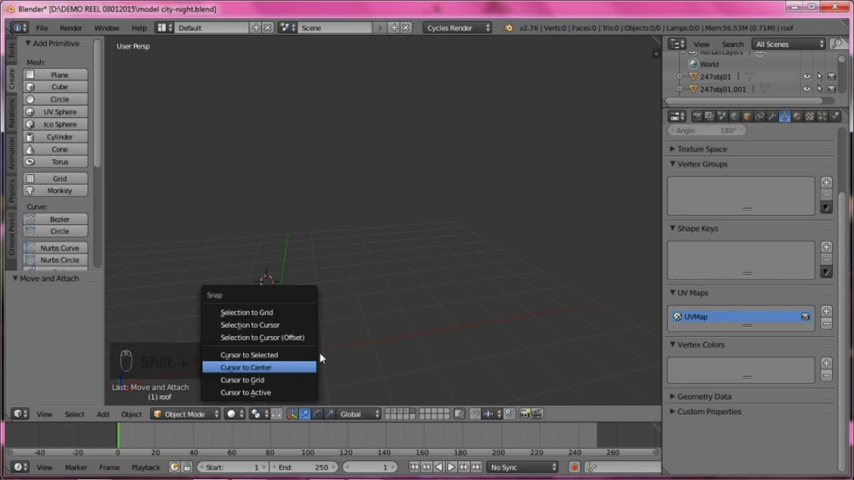 Blender* [D:\DEMO REEL 08012015\model city-night.blend]
File Render Window Help Default Scene Cycles Render v2.76 | Verts:0 | Faces:0 | Tris:0 | Objects:0/0 | Lamps:0/0 | Mem:56.53M (0.71M) | roof
Add Primitive
Mesh:
Plane
Cube
Circle
UV Sphere
Ico Sphere
Cylinder
Cone
Torus
Grid
Monkey
Curve:
Bezier
Circle
Nurbs Curve
Nurbs Circle
Move and Attach
Tools
Create
Relations
Animation
Physics
Grease Pencil
User Persp
Snap
Selection to Grid
Selection to Cursor
Selection to Cursor (Offset)
Cursor to Selected
Cursor to Center
Cursor to Grid
Cursor to Active
Shift +
Last: Move and Attach
(1) roof
View Select Add Object Object Mode Global
View Search All Scenes
World
247obj01
247obj01.001
Angle: 180°
Texture Space
Vertex Groups
Shape Keys
UV Maps
UVMap
Vertex Colors
Geometry Data
Custom Properties
-40 -20 0 20 40 60 80 100 120 140 160 180 200 220 240 260
View Marker Frame Playback Start: 1 End: 250 1 No Sync